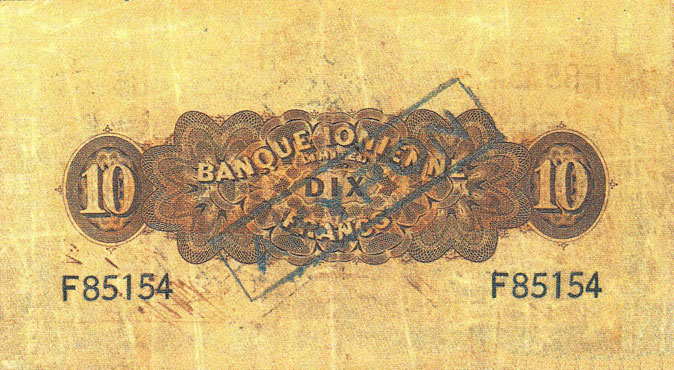 BANQUE IONIENNE
LIMITED
10 DIX 10
FRANCS
F85154 F85154